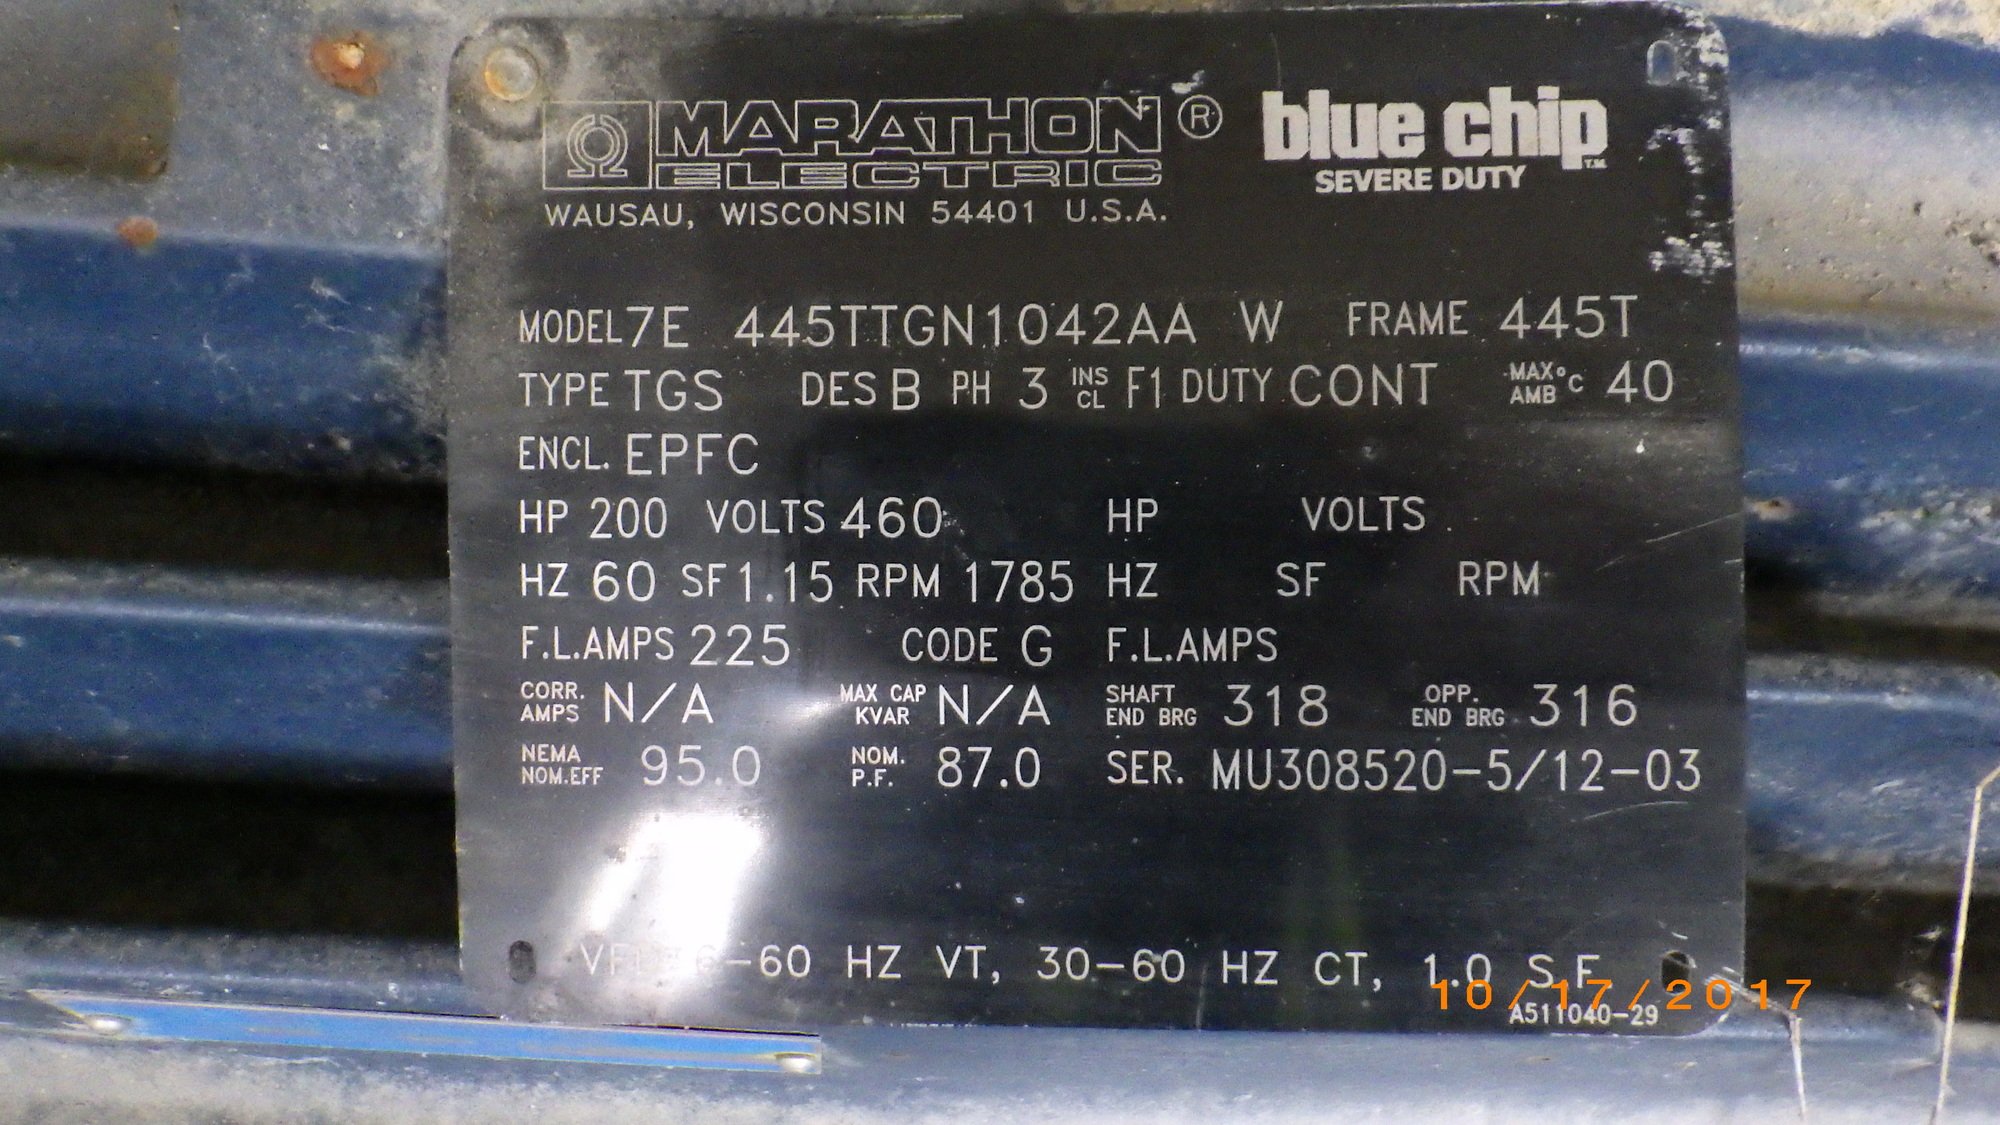 MARATHON ® blue chip ™
ELECTRIC SEVERE DUTY
WAUSAU, WISCONSIN 54401 U.S.A.
MODEL 7E 445TTGN1042AA W FRAME 445T
TYPE TGS DES B PH 3 INS CL F1 DUTY CONT MAX AMB °C 40
ENCL. EPFC
HP 200 VOLTS 460 HP VOLTS
HZ 60 SF 1.15 RPM 1785 HZ SF RPM
F.L.AMPS 225 CODE G F.L.AMPS
CORR. AMPS N/A MAX CAP KVAR N/A SHAFT END BRG 318 OPP. END BRG 316
NEMA NOM.EFF 95.0 NOM. P.F. 87.0 SER. MU308520-5/12-03
6-60 HZ VT, 30-60 HZ CT, 1.0 S.F.
10/17/2017
A511040-29